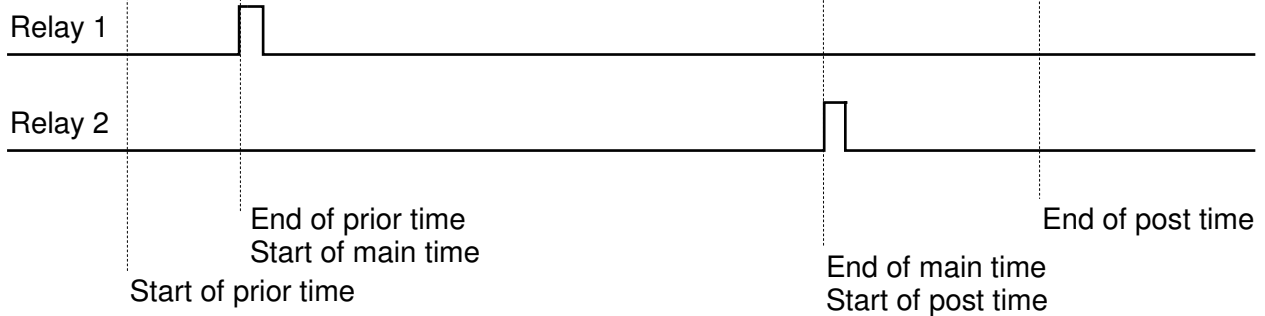 Relay 1
Relay 2
End of prior time
Start of main time
Start of prior time
End of main time
Start of post time
End of post time